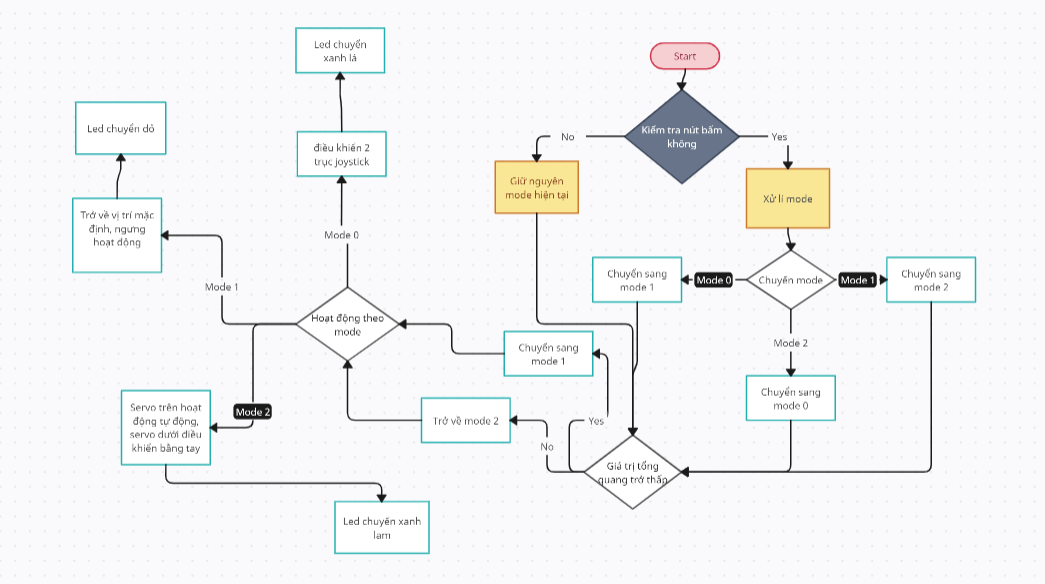 Start
Kiểm tra nút bấm
không
No
Yes
Giữ nguyên
mode hiện tại
Xử lí mode
Chuyển mode
Mode 0
Mode 1
Chuyển sang
mode 1
Chuyển sang
mode 2
Mode 2
Chuyển sang
mode 0
Giá trị tổng
quang trở thấp
Yes
No
Chuyển sang
mode 1
Trở về mode 2
Hoạt động theo
mode
Mode 0
điều khiển 2
trục joystick
Led chuyển
xanh lá
Mode 1
Trở về vị trí mặc
định, ngưng
hoạt động
Led chuyển đỏ
Mode 2
Servo trên hoạt
động tự động,
servo dưới điều
khiển bằng tay
Led chuyên xanh
lam